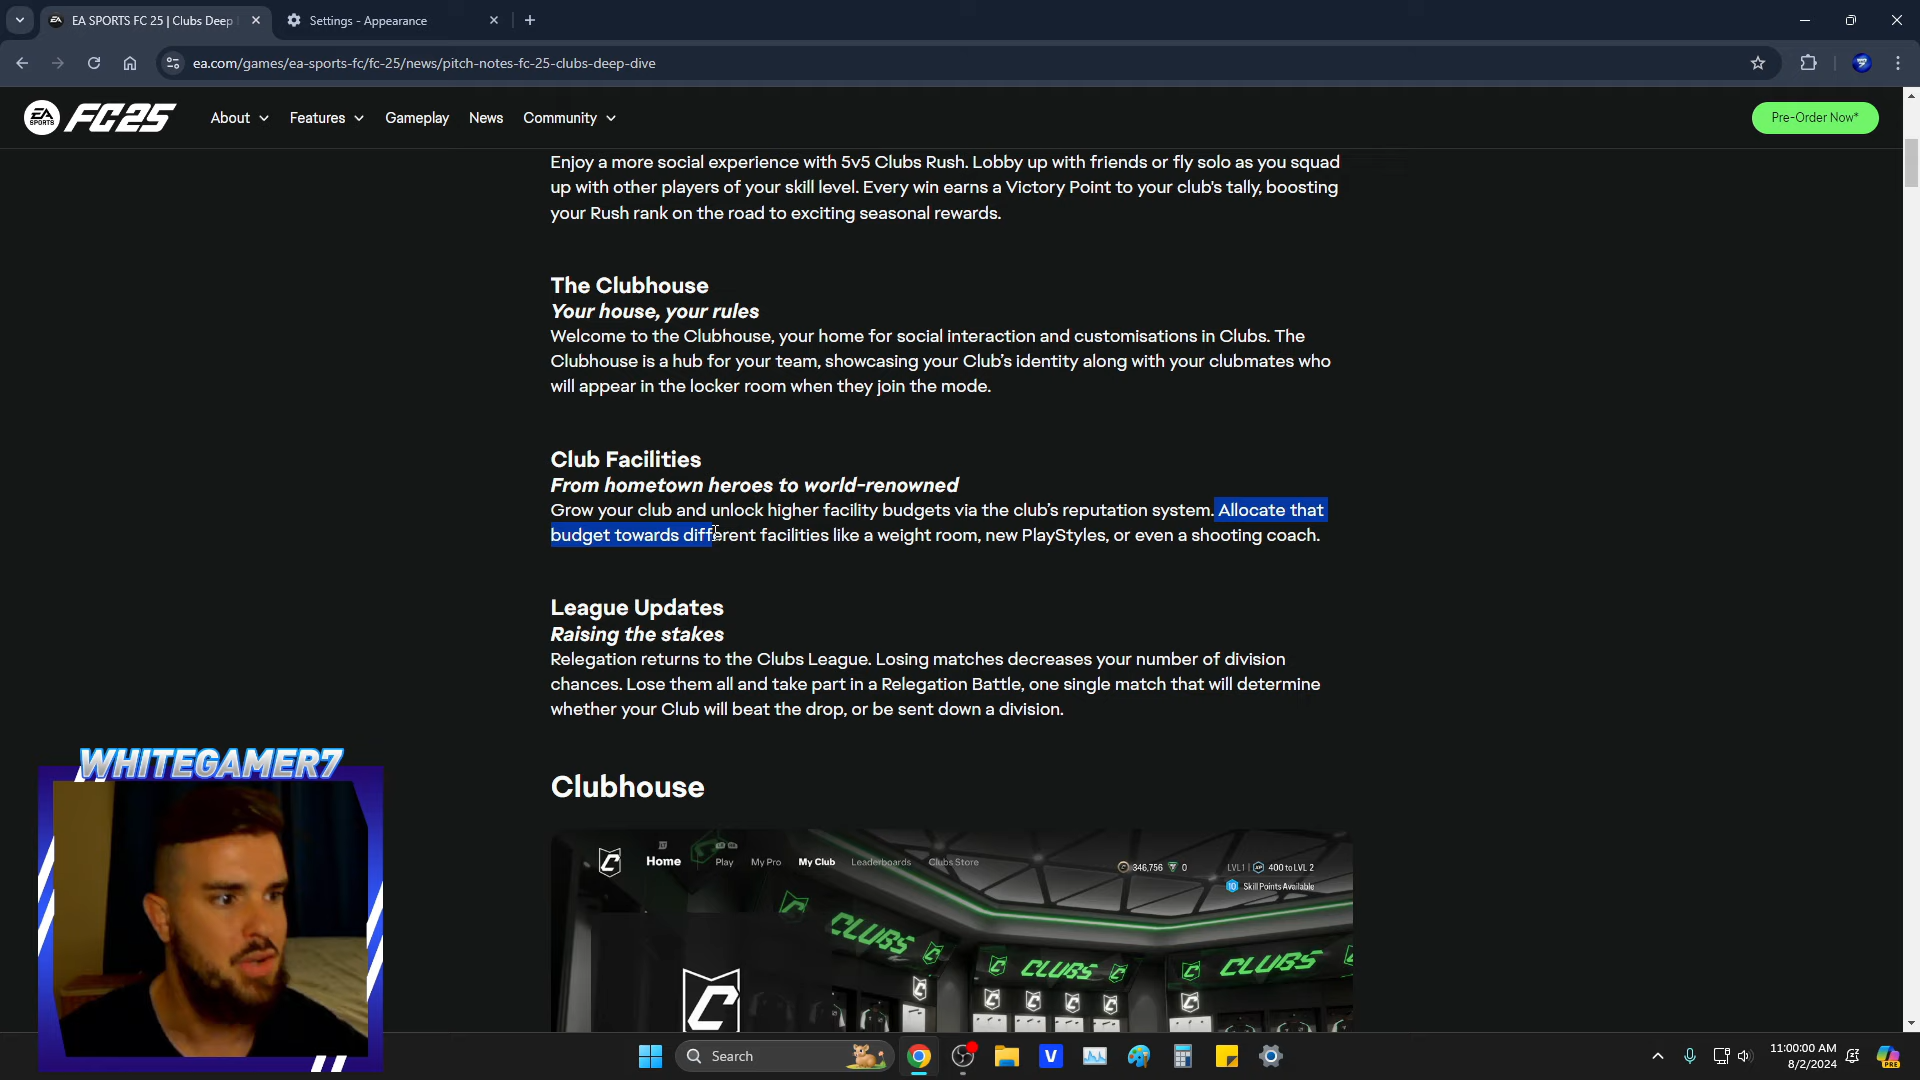 EA SPORTS FC 25 | Clubs Deep
Settings - Appearance
ea.com/games/ea-sports-fc/fc-25/news/pitch-notes-fc-25-clubs-deep-dive
EA SPORTS FC25 About Features Gameplay News Community Pre-Order Now*
Enjoy a more social experience with 5v5 Clubs Rush. Lobby up with friends or fly solo as you squad
up with other players of your skill level. Every win earns a Victory Point to your club's tally, boosting
your Rush rank on the road to exciting seasonal rewards.
The Clubhouse
Your house, your rules
Welcome to the Clubhouse, your home for social interaction and customisations in Clubs. The
Clubhouse is a hub for your team, showcasing your Club's identity along with your clubmates who
will appear in the locker room when they join the mode.
Club Facilities
From hometown heroes to world-renowned
Grow your club and unlock higher facility budgets via the club's reputation system. Allocate that
budget towards different facilities like a weight room, new PlayStyles, or even a shooting coach.
League Updates
Raising the stakes
Relegation returns to the Clubs League. Losing matches decreases your number of division
chances. Lose them all and take part in a Relegation Battle, one single match that will determine
whether your Club will beat the drop, or be sent down a division.
Clubhouse
Home Play My Pro My Club Leaderboards Clubs Store 346,756 0 LVL1 400 to LVL 2
10 Skill Points Available
CLUBS CLUBS CLUBS
WHITEGAMER7
Search
11:00:00 AM
8/2/2024
PRE